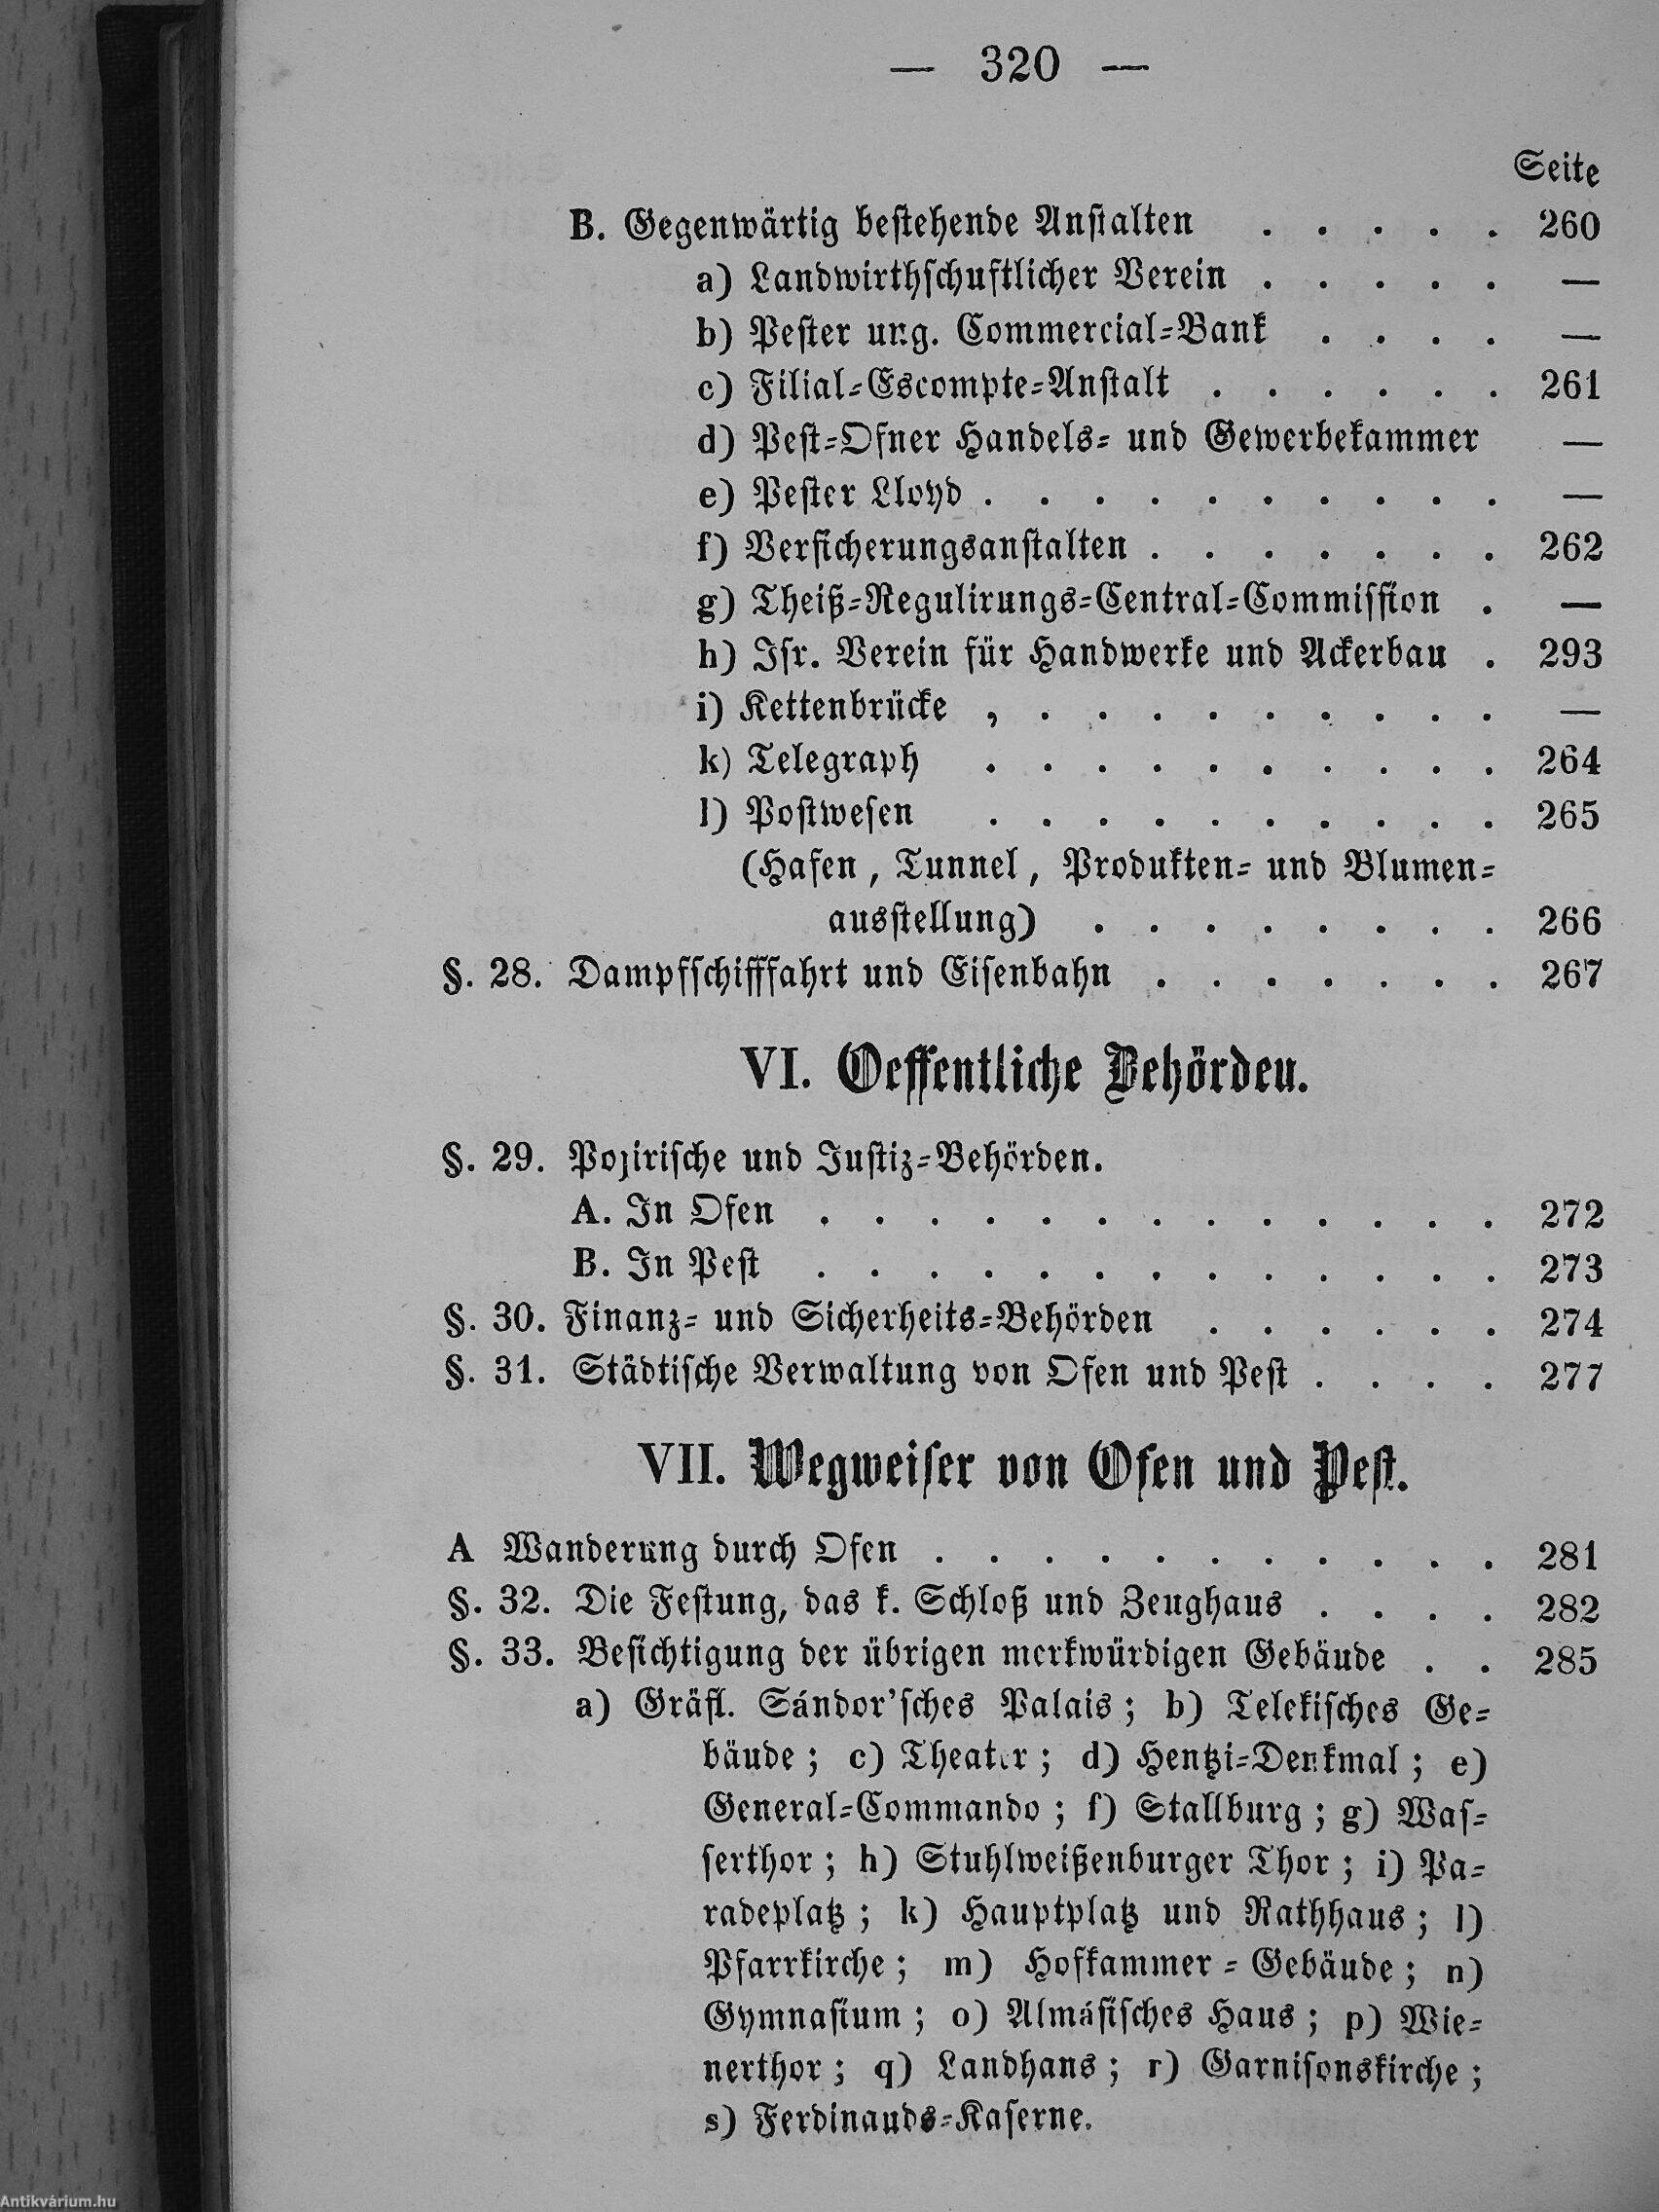 — 320 —
Seite
B. Gegenwärtig bestehende Anstalten . . . . . 260
a) Landwirthschuftlicher Verein . . . . . —
b) Pester ung. Commercial-Bank . . . . —
c) Filial-Escompte-Anstalt . . . . . . 261
d) Pest-Ofner Handels- und Gewerbekammer —
e) Pester Lloyd . . . . . . . . . . —
f) Versicherungsanstalten . . . . . . . 262
g) Theiß-Regulirungs-Central-Commission . —
h) Isr. Verein für Handwerke und Ackerbau . 293
i) Kettenbrücke , . . . . . . . . . —
k) Telegraph . . . . . . . . . . 264
l) Postwesen . . . . . . . . . . 265
(Hafen, Tunnel, Produkten- und Blumen-
ausstellung) . . . . . . . . 266
§. 28. Dampfschifffahrt und Eisenbahn . . . . . . . 267
VI. Oeffentliche Behörden.
§. 29. Pozirische und Justiz-Behörden.
A. In Ofen . . . . . . . . . . . . . 272
B. In Pest . . . . . . . . . . . . . 273
§. 30. Finanz- und Sicherheits-Behörden . . . . . . 274
§. 31. Städtische Verwaltung von Ofen und Pest . . . . 277
VII. Wegweiser von Ofen und Pest.
A Wanderung durch Ofen . . . . . . . . . . . 281
§. 32. Die Festung, das k. Schloß und Zeughaus . . . . 282
§. 33. Besichtigung der übrigen merkwürdigen Gebäude . . 285
a) Gräfl. Sándor'sches Palais; b) Telekisches Ge-
bäude; c) Theater; d) Hentzi-Denkmal; e)
General-Commando; f) Stallburg; g) Was-
serthor; h) Stuhlweißenburger Thor; i) Pa-
radeplatz; k) Hauptplatz und Rathhaus; l)
Pfarrkirche; m) Hofkammer-Gebäude; n)
Gymnasium; o) Almásisches Haus; p) Wie-
nerthor; q) Landhans; r) Garnisonskirche;
s) Ferdinauds-Kaserne.
Antikvárium.hu